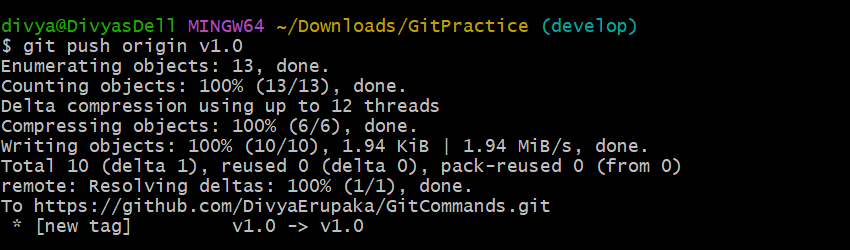 divya@DivyasDell MINGW64 ~/Downloads/GitPractice (develop)
$ git push origin v1.0
Enumerating objects: 13, done.
Counting objects: 100% (13/13), done.
Delta compression using up to 12 threads
Compressing objects: 100% (6/6), done.
Writing objects: 100% (10/10), 1.94 KiB | 1.94 MiB/s, done.
Total 10 (delta 1), reused 0 (delta 0), pack-reused 0 (from 0)
remote: Resolving deltas: 100% (1/1), done.
To https://github.com/DivyaErupaka/GitCommands.git
 * [new tag]         v1.0 -> v1.0